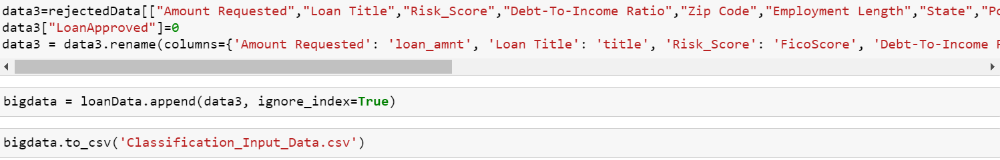 data3=rejectedData[["Amount Requested","Loan Title","Risk_Score","Debt-To-Income Ratio","Zip Code","Employment Length","State","Po
data3["LoanApproved"]=0
data3 = data3.rename(columns={'Amount Requested': 'loan_amnt', 'Loan Title': 'title', 'Risk_Score': 'FicoScore', 'Debt-To-Income R
bigdata = loanData.append(data3, ignore_index=True)
bigdata.to_csv('Classification_Input_Data.csv')